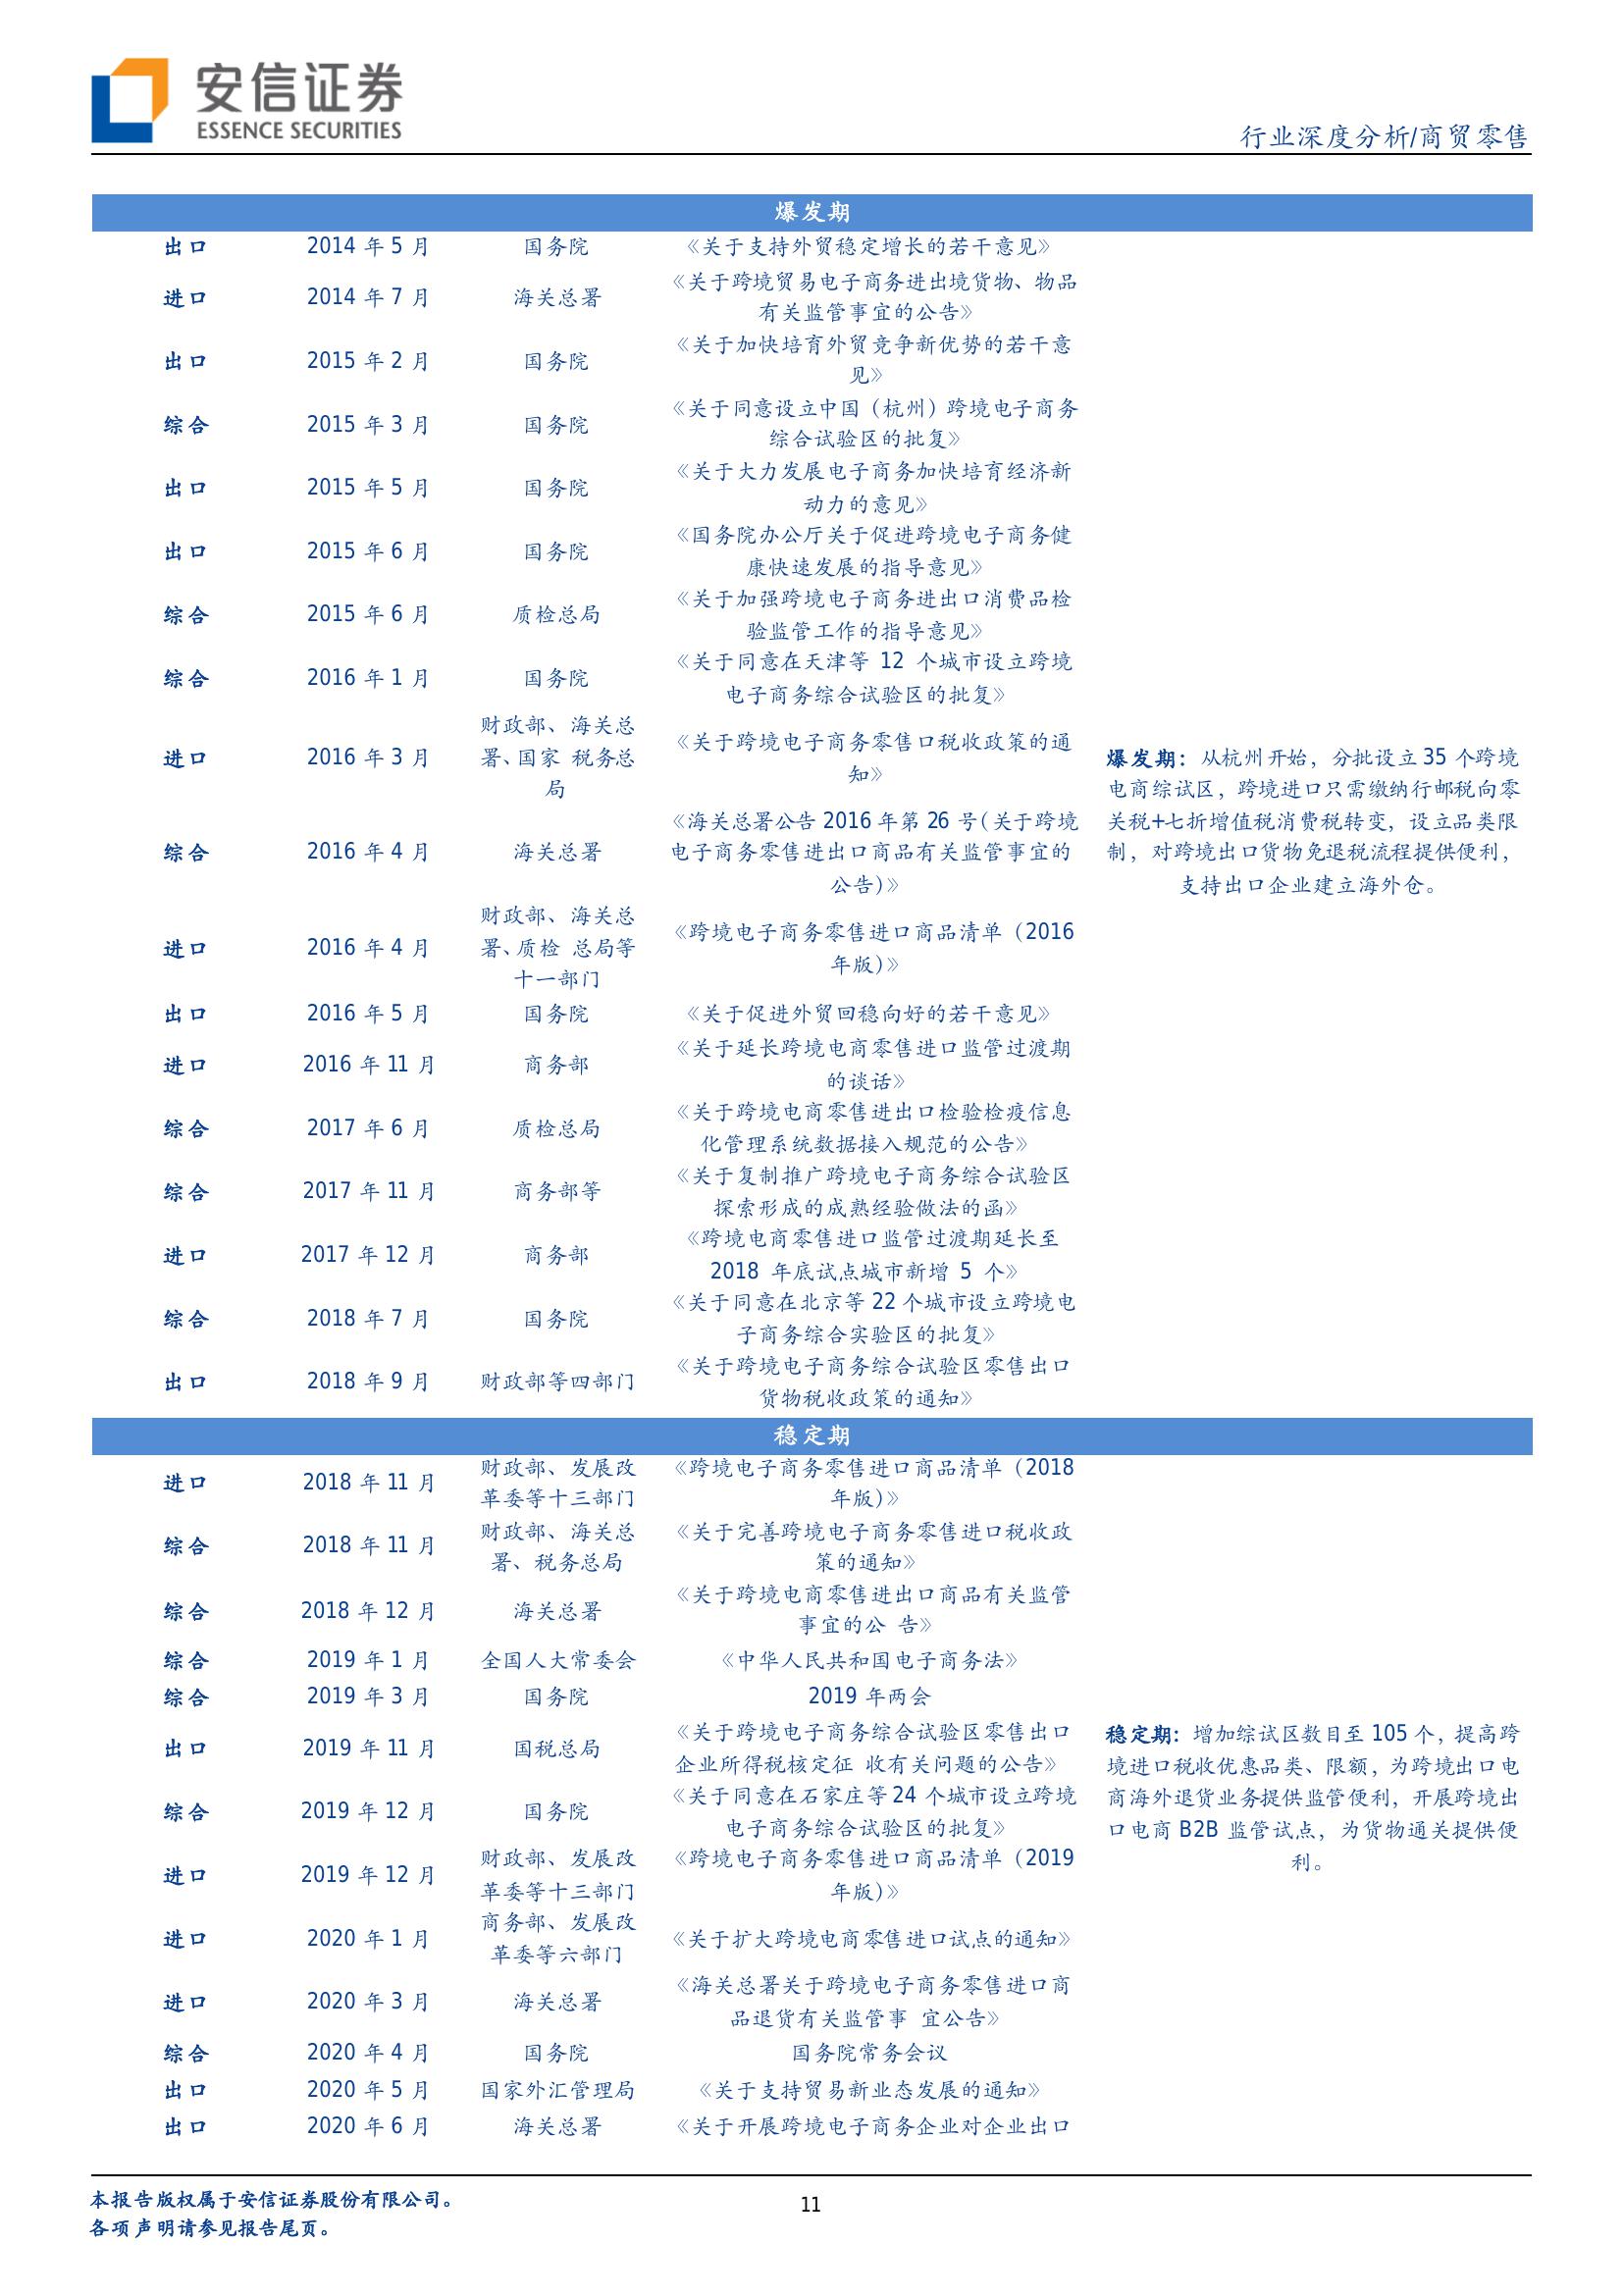 安信证券
ESSENCE SECURITIES
行业深度分析/商贸零售
爆发期
出口 2014 年 5 月 国务院 《关于支持外贸稳定增长的若干意见》
进口 2014 年 7 月 海关总署 《关于跨境贸易电子商务进出境货物、物品
有关监管事宜的公告》
出口 2015 年 2 月 国务院 《关于加快培育外贸竞争新优势的若干意
见》
综合 2015 年 3 月 国务院 《关于同意设立中国（杭州）跨境电子商务
综合试验区的批复》
出口 2015 年 5 月 国务院 《关于大力发展电子商务加快培育经济新
动力的意见》
出口 2015 年 6 月 国务院 《国务院办公厅关于促进跨境电子商务健
康快速发展的指导意见》
综合 2015 年 6 月 质检总局 《关于加强跨境电子商务进出口消费品检
验监管工作的指导意见》
综合 2016 年 1 月 国务院 《关于同意在天津等 12 个城市设立跨境
电子商务综合试验区的批复》
进口 2016 年 3 月 财政部、海关总
署、国家 税务总
局
《关于跨境电子商务零售口税收政策的通
知》
综合 2016 年 4 月 海关总署 《海关总署公告 2016 年第 26 号(关于跨境
电子商务零售进出口商品有关监管事宜的
公告)》
进口 2016 年 4 月 财政部、海关总
署、质检 总局等
十一部门
《跨境电子商务零售进口商品清单（2016
年版)》
出口 2016 年 5 月 国务院 《关于促进外贸回稳向好的若干意见》
进口 2016 年 11 月 商务部 《关于延长跨境电商零售进口监管过渡期
的谈话》
综合 2017 年 6 月 质检总局 《关于跨境电商零售进出口检验检疫信息
化管理系统数据接入规范的公告》
综合 2017 年 11 月 商务部等 《关于复制推广跨境电子商务综合试验区
探索形成的成熟经验做法的函》
进口 2017 年 12 月 商务部 《跨境电商零售进口监管过渡期延长至
2018 年底试点城市新增 5 个》
综合 2018 年 7 月 国务院 《关于同意在北京等 22 个城市设立跨境电
子商务综合实验区的批复》
出口 2018 年 9 月 财政部等四部门 《关于跨境电子商务综合试验区零售出口
货物税收政策的通知》
爆发期：从杭州开始，分批设立 35 个跨境
电商综试区，跨境进口只需缴纳行邮税向零
关税+七折增值税消费税转变，设立品类限
制，对跨境出口货物免退税流程提供便利，
支持出口企业建立海外仓。
稳定期
进口 2018 年 11 月 财政部、发展改
革委等十三部门
《跨境电子商务零售进口商品清单（2018
年版)》
综合 2018 年 11 月 财政部、海关总
署、税务总局
《关于完善跨境电子商务零售进口税收政
策的通知》
综合 2018 年 12 月 海关总署 《关于跨境电商零售进出口商品有关监管
事宜的公 告》
综合 2019 年 1 月 全国人大常委会 《中华人民共和国电子商务法》
综合 2019 年 3 月 国务院 2019 年两会
出口 2019 年 11 月 国税总局 《关于跨境电子商务综合试验区零售出口
企业所得税核定征 收有关问题的公告》
综合 2019 年 12 月 国务院 《关于同意在石家庄等 24 个城市设立跨境
电子商务综合试验区的批复》
进口 2019 年 12 月 财政部、发展改
革委等十三部门
《跨境电子商务零售进口商品清单（2019
年版)》
进口 2020 年 1 月 商务部、发展改
革委等六部门
《关于扩大跨境电商零售进口试点的通知》
进口 2020 年 3 月 海关总署 《海关总署关于跨境电子商务零售进口商
品退货有关监管事 宜公告》
综合 2020 年 4 月 国务院 国务院常务会议
出口 2020 年 5 月 国家外汇管理局 《关于支持贸易新业态发展的通知》
出口 2020 年 6 月 海关总署 《关于开展跨境电子商务企业对企业出口
稳定期：增加综试区数目至 105 个，提高跨
境进口税收优惠品类、限额，为跨境出口电
商海外退货业务提供监管便利，开展跨境出
口电商 B2B 监管试点，为货物通关提供便
利。
本报告版权属于安信证券股份有限公司。
各项声明请参见报告尾页。
11